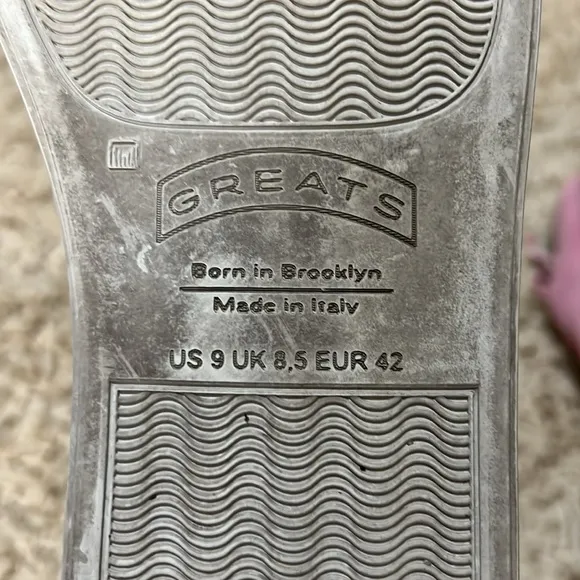 GREATS
Born in Brooklyn
Made in Italy
US 9 UK 8,5 EUR 42